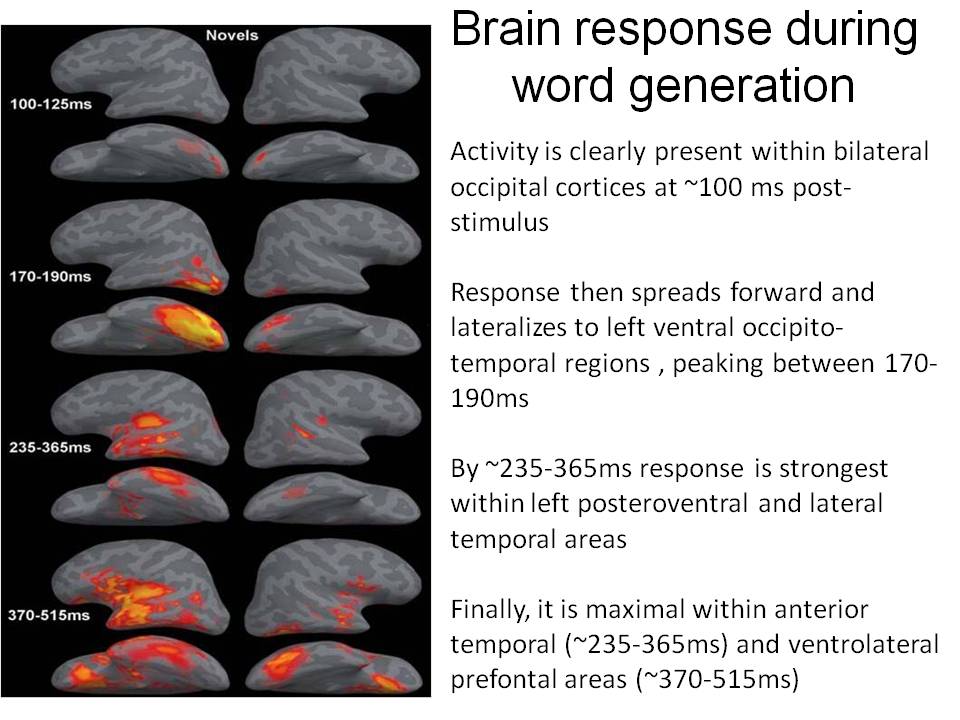 Novels
100-125ms
170-190ms
235-365ms
370-515ms
Brain response during
word generation
Activity is clearly present within bilateral
occipital cortices at ~100 ms post-
stimulus
Response then spreads forward and
lateralizes to left ventral occipito-
temporal regions , peaking between 170-
190ms
By ~235-365ms response is strongest
within left posteroventral and lateral
temporal areas
Finally, it is maximal within anterior
temporal (~235-365ms) and ventrolateral
prefontal areas (~370-515ms)